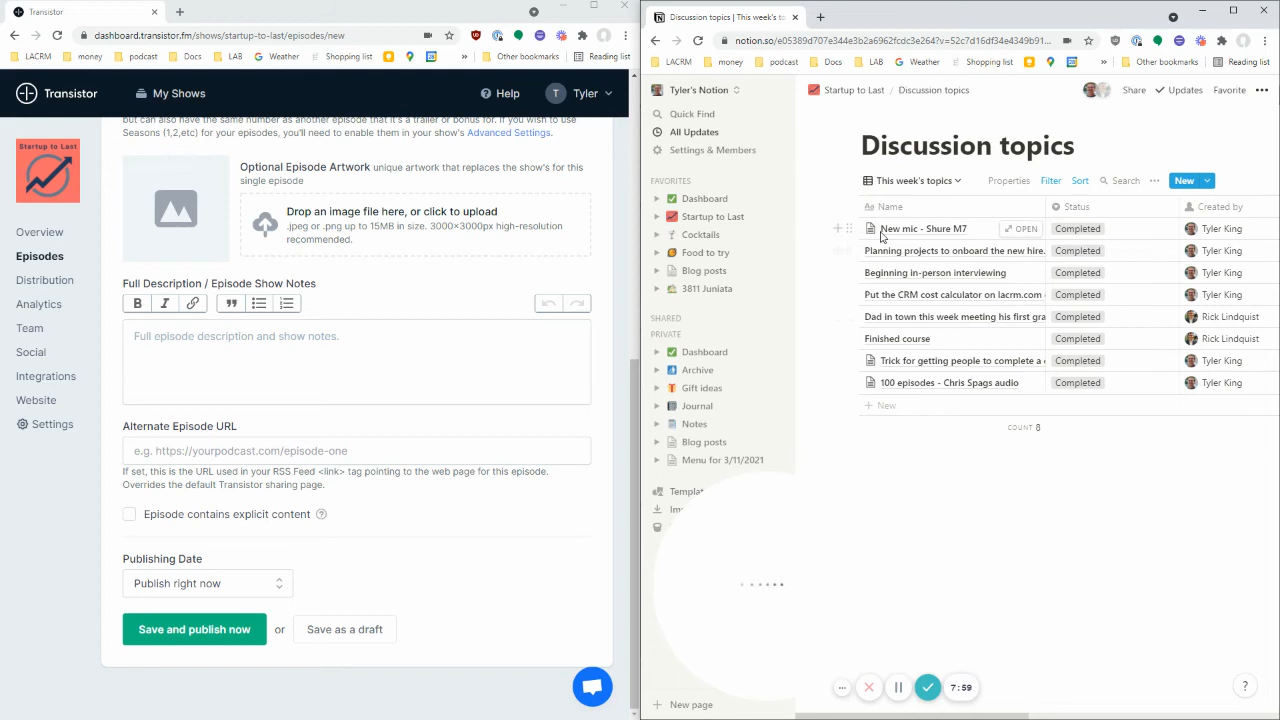 Transistor
dashboard.transistor.fm/shows/startup-to-last/episodes/new
LACRM
money
podcast
Docs
LAB
Weather
Shopping list
»
Other bookmarks
Reading list
Transistor
My Shows
Help
T
Tyler
but can also have the same number as another episode that it's a trailer or bonus for. If you wish to use
Seasons (1,2,etc) for your episodes, you'll need to enable them in your show's Advanced Settings.
Startup to Last
Optional Episode Artwork unique artwork that replaces the show's for this
single episode
Drop an image file here, or click to upload
.jpeg or .png up to 15MB in size. 3000×3000px high-resolution
recommended.
Overview
Episodes
Distribution
Analytics
Team
Social
Integrations
Website
Settings
Full Description / Episode Show Notes
B I
Full episode description and show notes.
Alternate Episode URL
e.g. https://yourpodcast.com/episode-one
If set, this is the URL used in your RSS Feed <link> tag pointing to the web page for this episode.
Overrides the default Transistor sharing page.
Episode contains explicit content ?
Publishing Date
Publish right now
Save and publish now
or
Save as a draft
Discussion topics | This week's to
notion.so/e05389d707e344e3b2a6962fcdc3e264?v=52c7d16df94e4349b91...
LACRM
money
podcast
Docs
LAB
Weather
Shopping list
»
Other bookmarks
Reading list
Tyler's Notion
Startup to Last / Discussion topics
Share
Updates
Favorite
Quick Find
All Updates
Settings & Members
FAVORITES
Dashboard
Startup to Last
Cocktails
Food to try
Blog posts
3811 Juniata
SHARED
PRIVATE
Dashboard
Archive
Gift ideas
Journal
Notes
Blog posts
Menu for 3/11/2021
Templat
Im
New page
Discussion topics
This week's topics
Properties
Filter
Sort
Search
New
Name
Status
Created by
New mic - Shure M7
OPEN
Completed
Tyler King
Planning projects to onboard the new hire.
Completed
Tyler King
Beginning in-person interviewing
Completed
Tyler King
Put the CRM cost calculator on lacrm.com
Completed
Tyler King
Dad in town this week meeting his first gra
Completed
Rick Lindquist
Finished course
Completed
Rick Lindquist
Trick for getting people to complete a
Completed
Tyler King
100 episodes - Chris Spags audio
Completed
Tyler King
New
COUNT 8
7:59
?